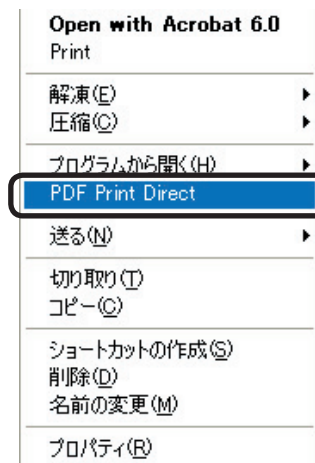 Open with Acrobat 6.0
Print
解凍(E)
圧縮(C)
プログラムから開く(H)
PDF Print Direct
送る(N)
切り取り(T)
コピー(C)
ショートカットの作成(S)
削除(D)
名前の変更(M)
プロパティ(R)